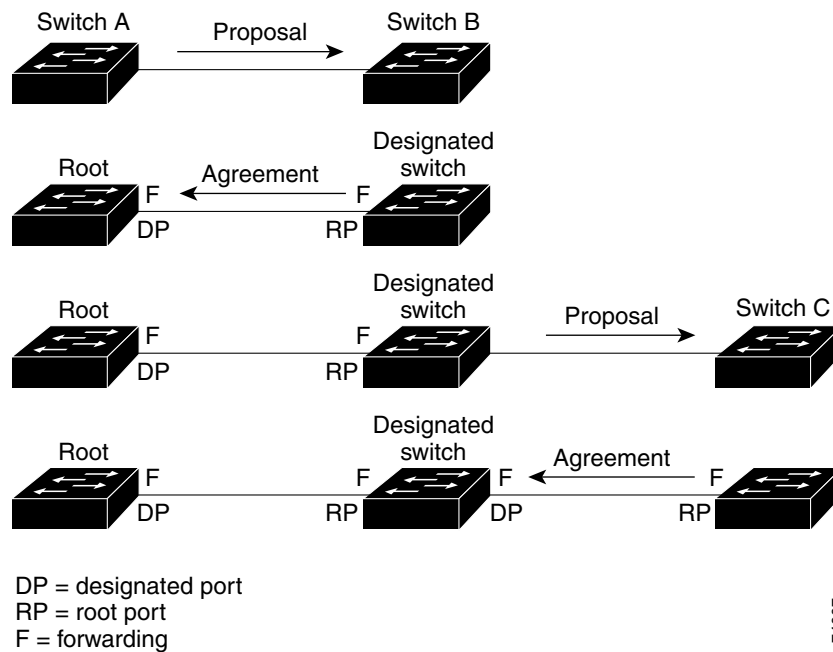 Switch A
Proposal
Switch B
Root
Designated
switch
F
Agreement
F
DP
RP
Root
Designated
switch
Proposal
Switch C
F
F
DP
RP
Root
Designated
switch
F
F
F
Agreement
F
DP
RP
DP
RP
DP = designated port
RP = root port
F = forwarding